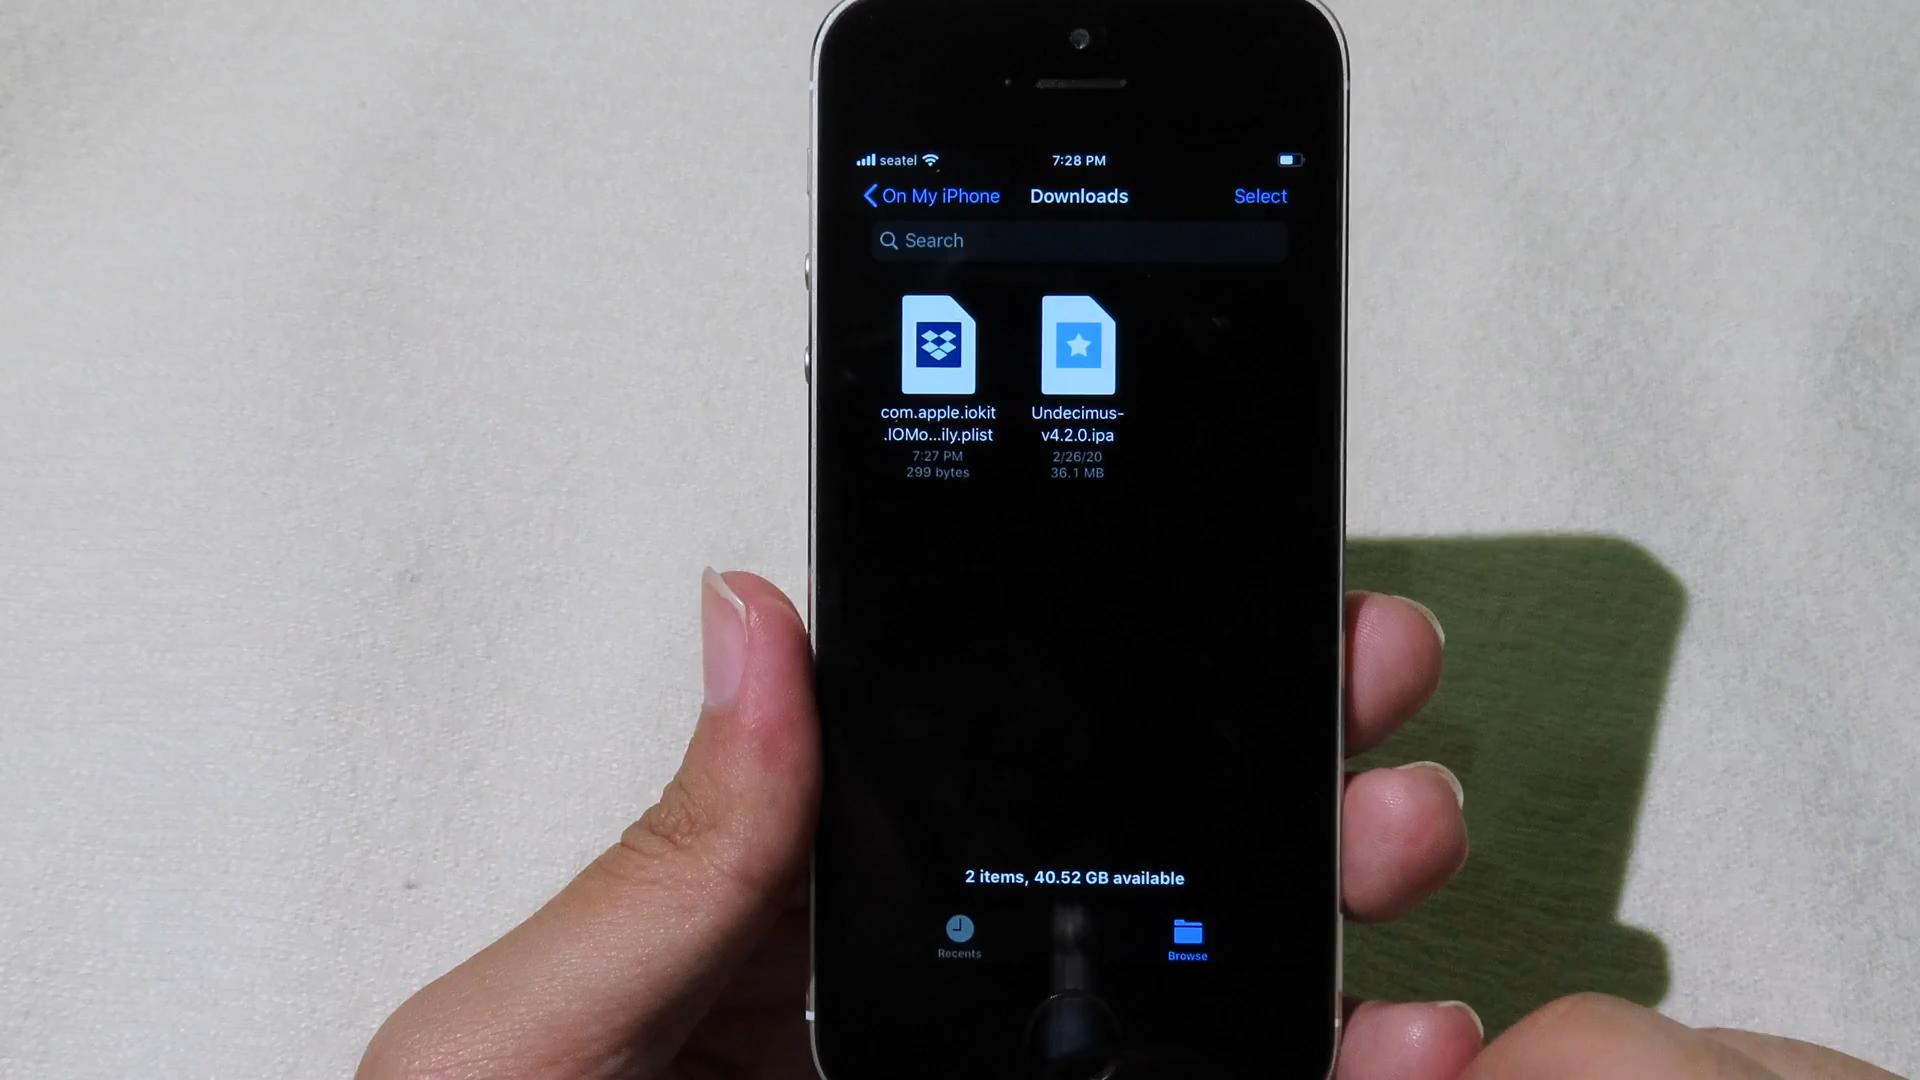 seatel 7:28 PM
On My iPhone Downloads Select
Search
com.apple.iokit
.IOMo...ily.plist
7:27 PM
299 bytes
Undecimus-
v4.2.0.ipa
2/26/20
36.1 MB
2 items, 40.52 GB available
Recents
Browse